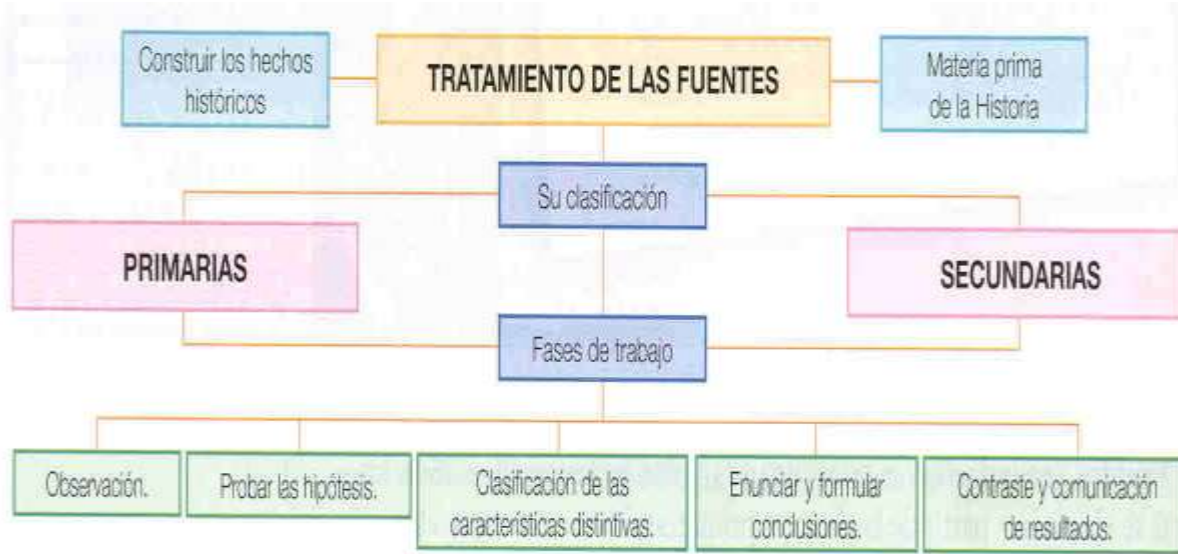 Construir los hechos
históricos
TRATAMIENTO DE LAS FUENTES
Materia prima
de la Historia
Su clasificación
PRIMARIAS
SECUNDARIAS
Fases de trabajo
Observación.
Probar las hipótesis.
Clasificación de las
características distintivas.
Enunciar y formular
conclusiones.
Contraste y comunicación
de resultados.